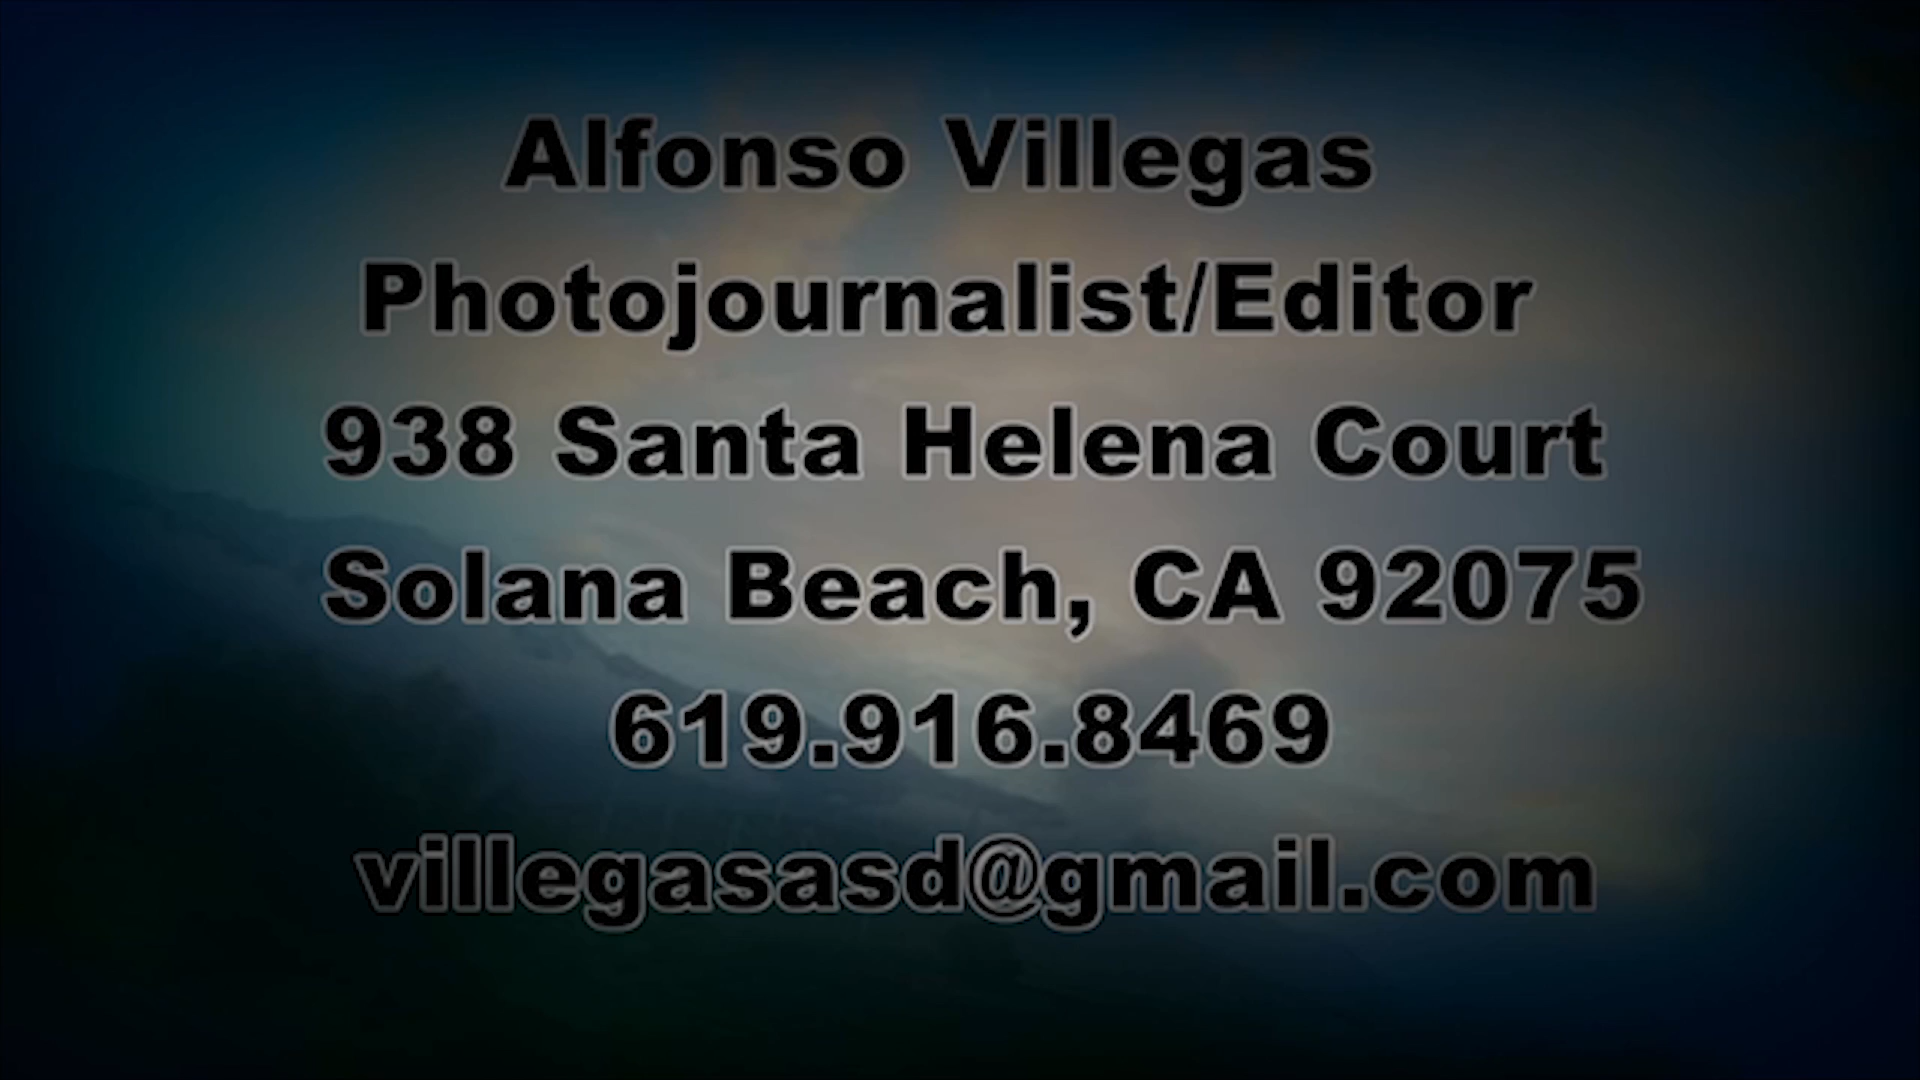 Alfonso Villegas
Photojournalist/Editor
938 Santa Helena Court
Solana Beach, CA 92075
619.916.8469
villegasasd@gmail.com